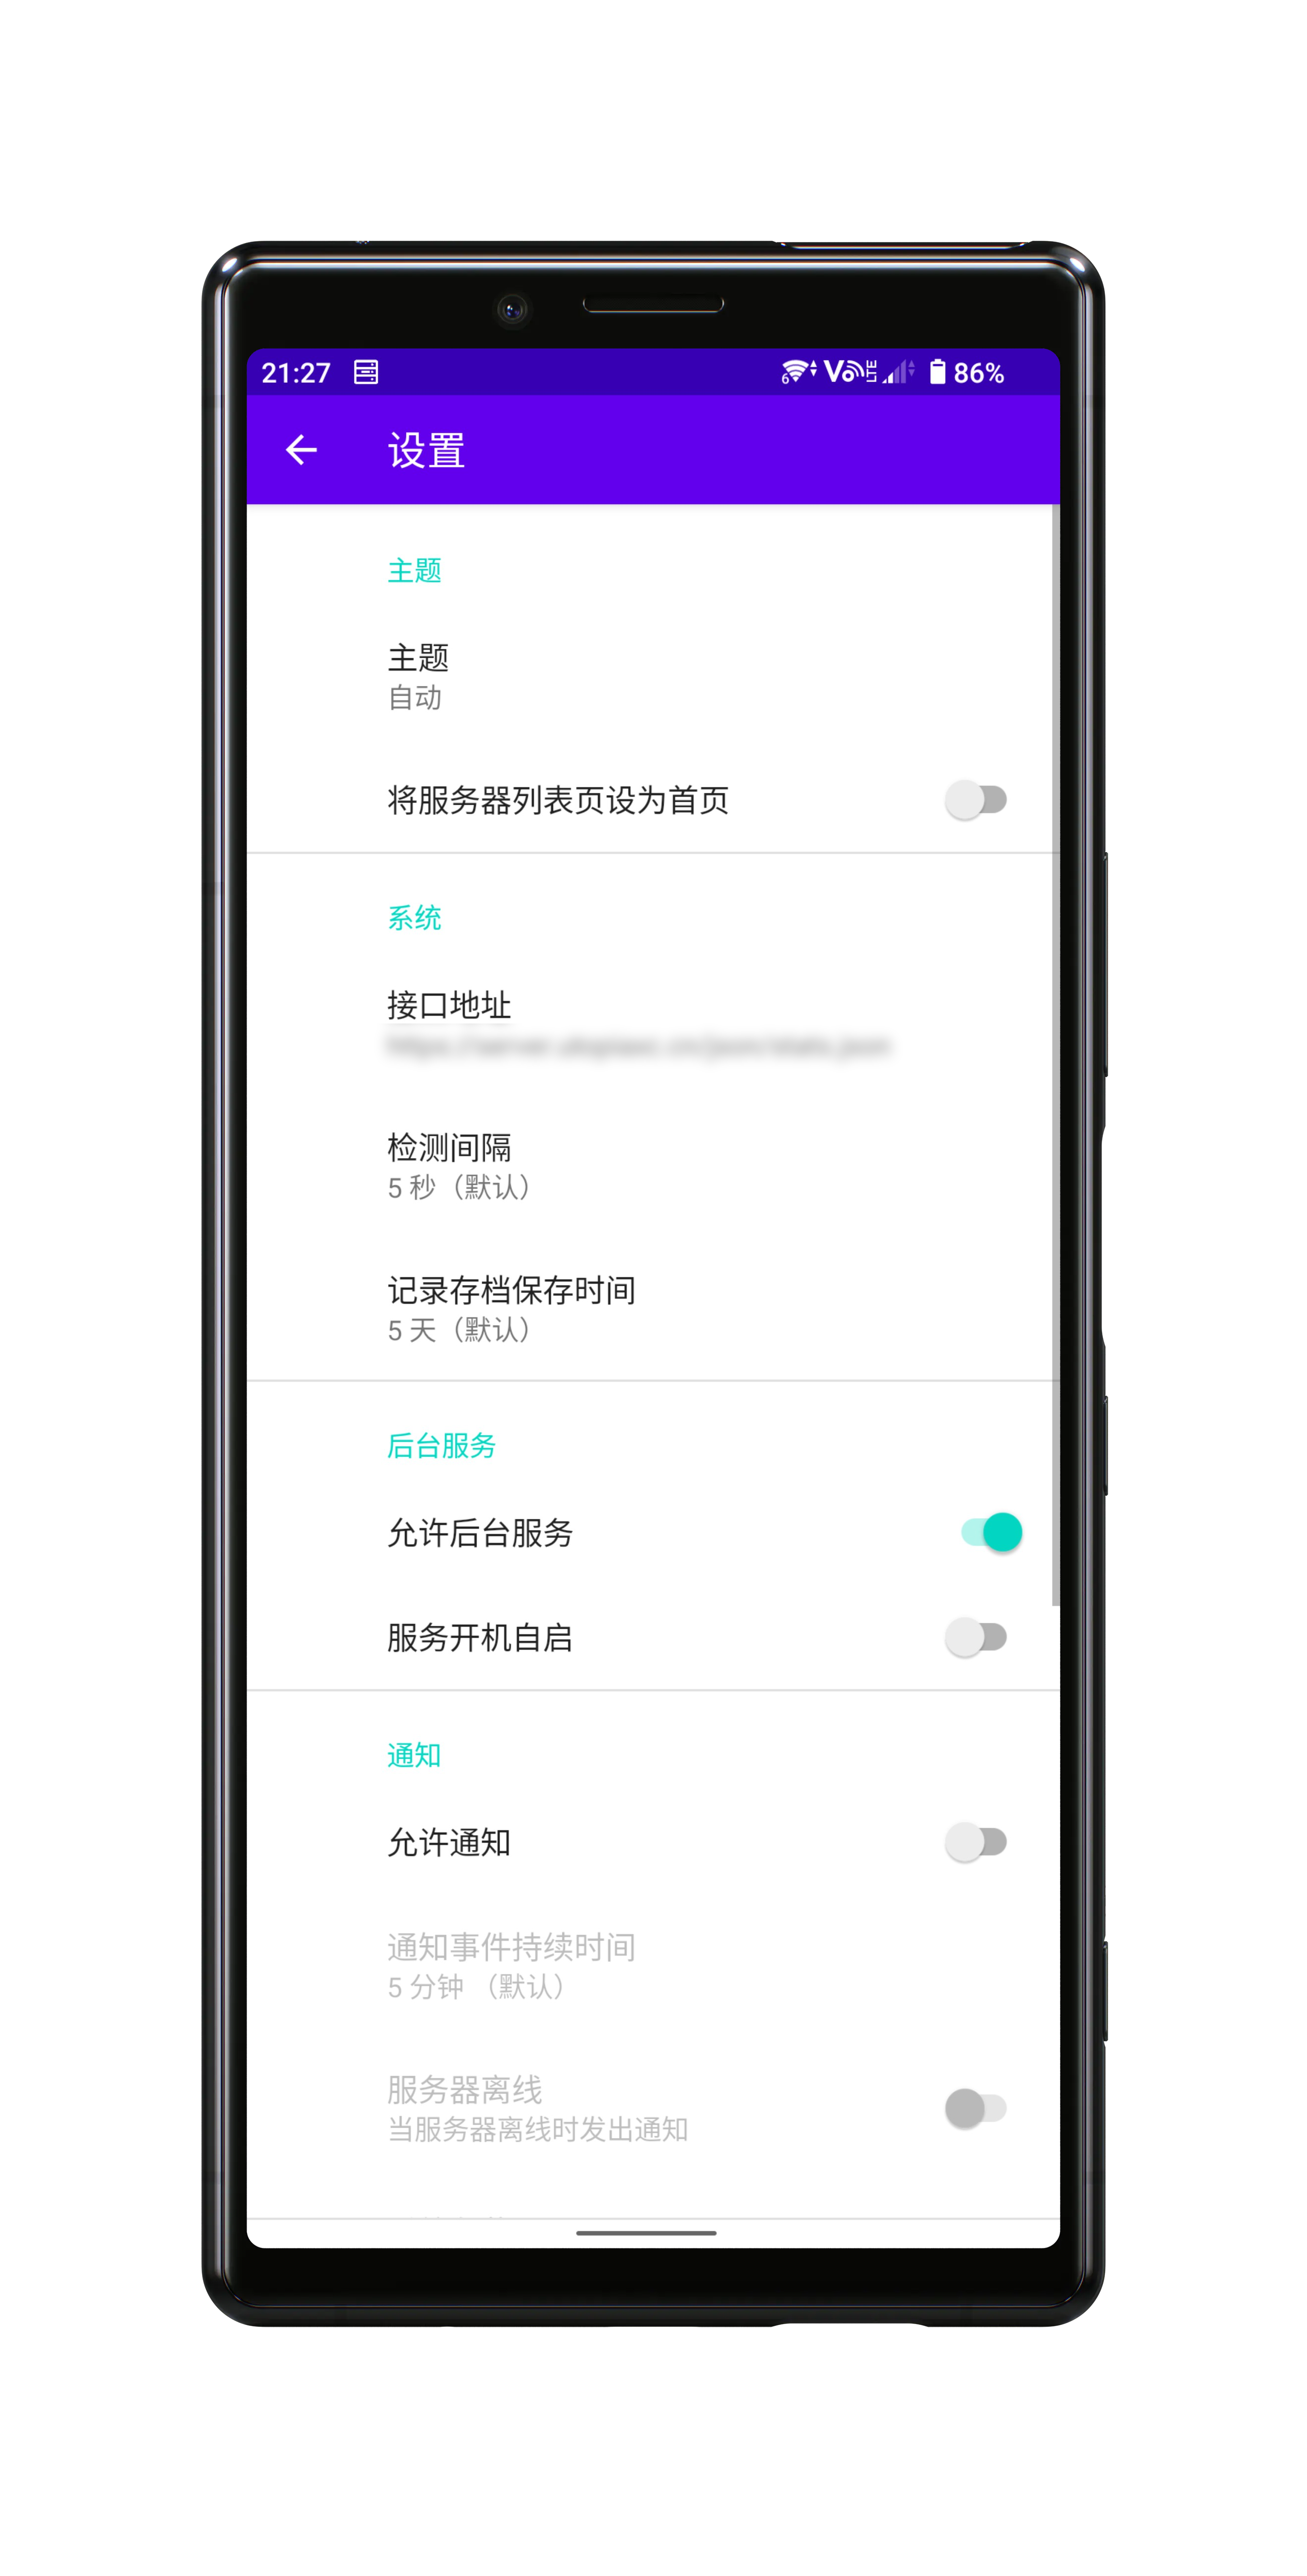 21:27
6 Vo LTE 86%
设置
主题
主题
自动
将服务器列表页设为首页
系统
接口地址
检测间隔
5 秒（默认）
记录存档保存时间
5 天（默认）
后台服务
允许后台服务
服务开机自启
通知
允许通知
通知事件持续时间
5 分钟 （默认）
服务器离线
当服务器离线时发出通知